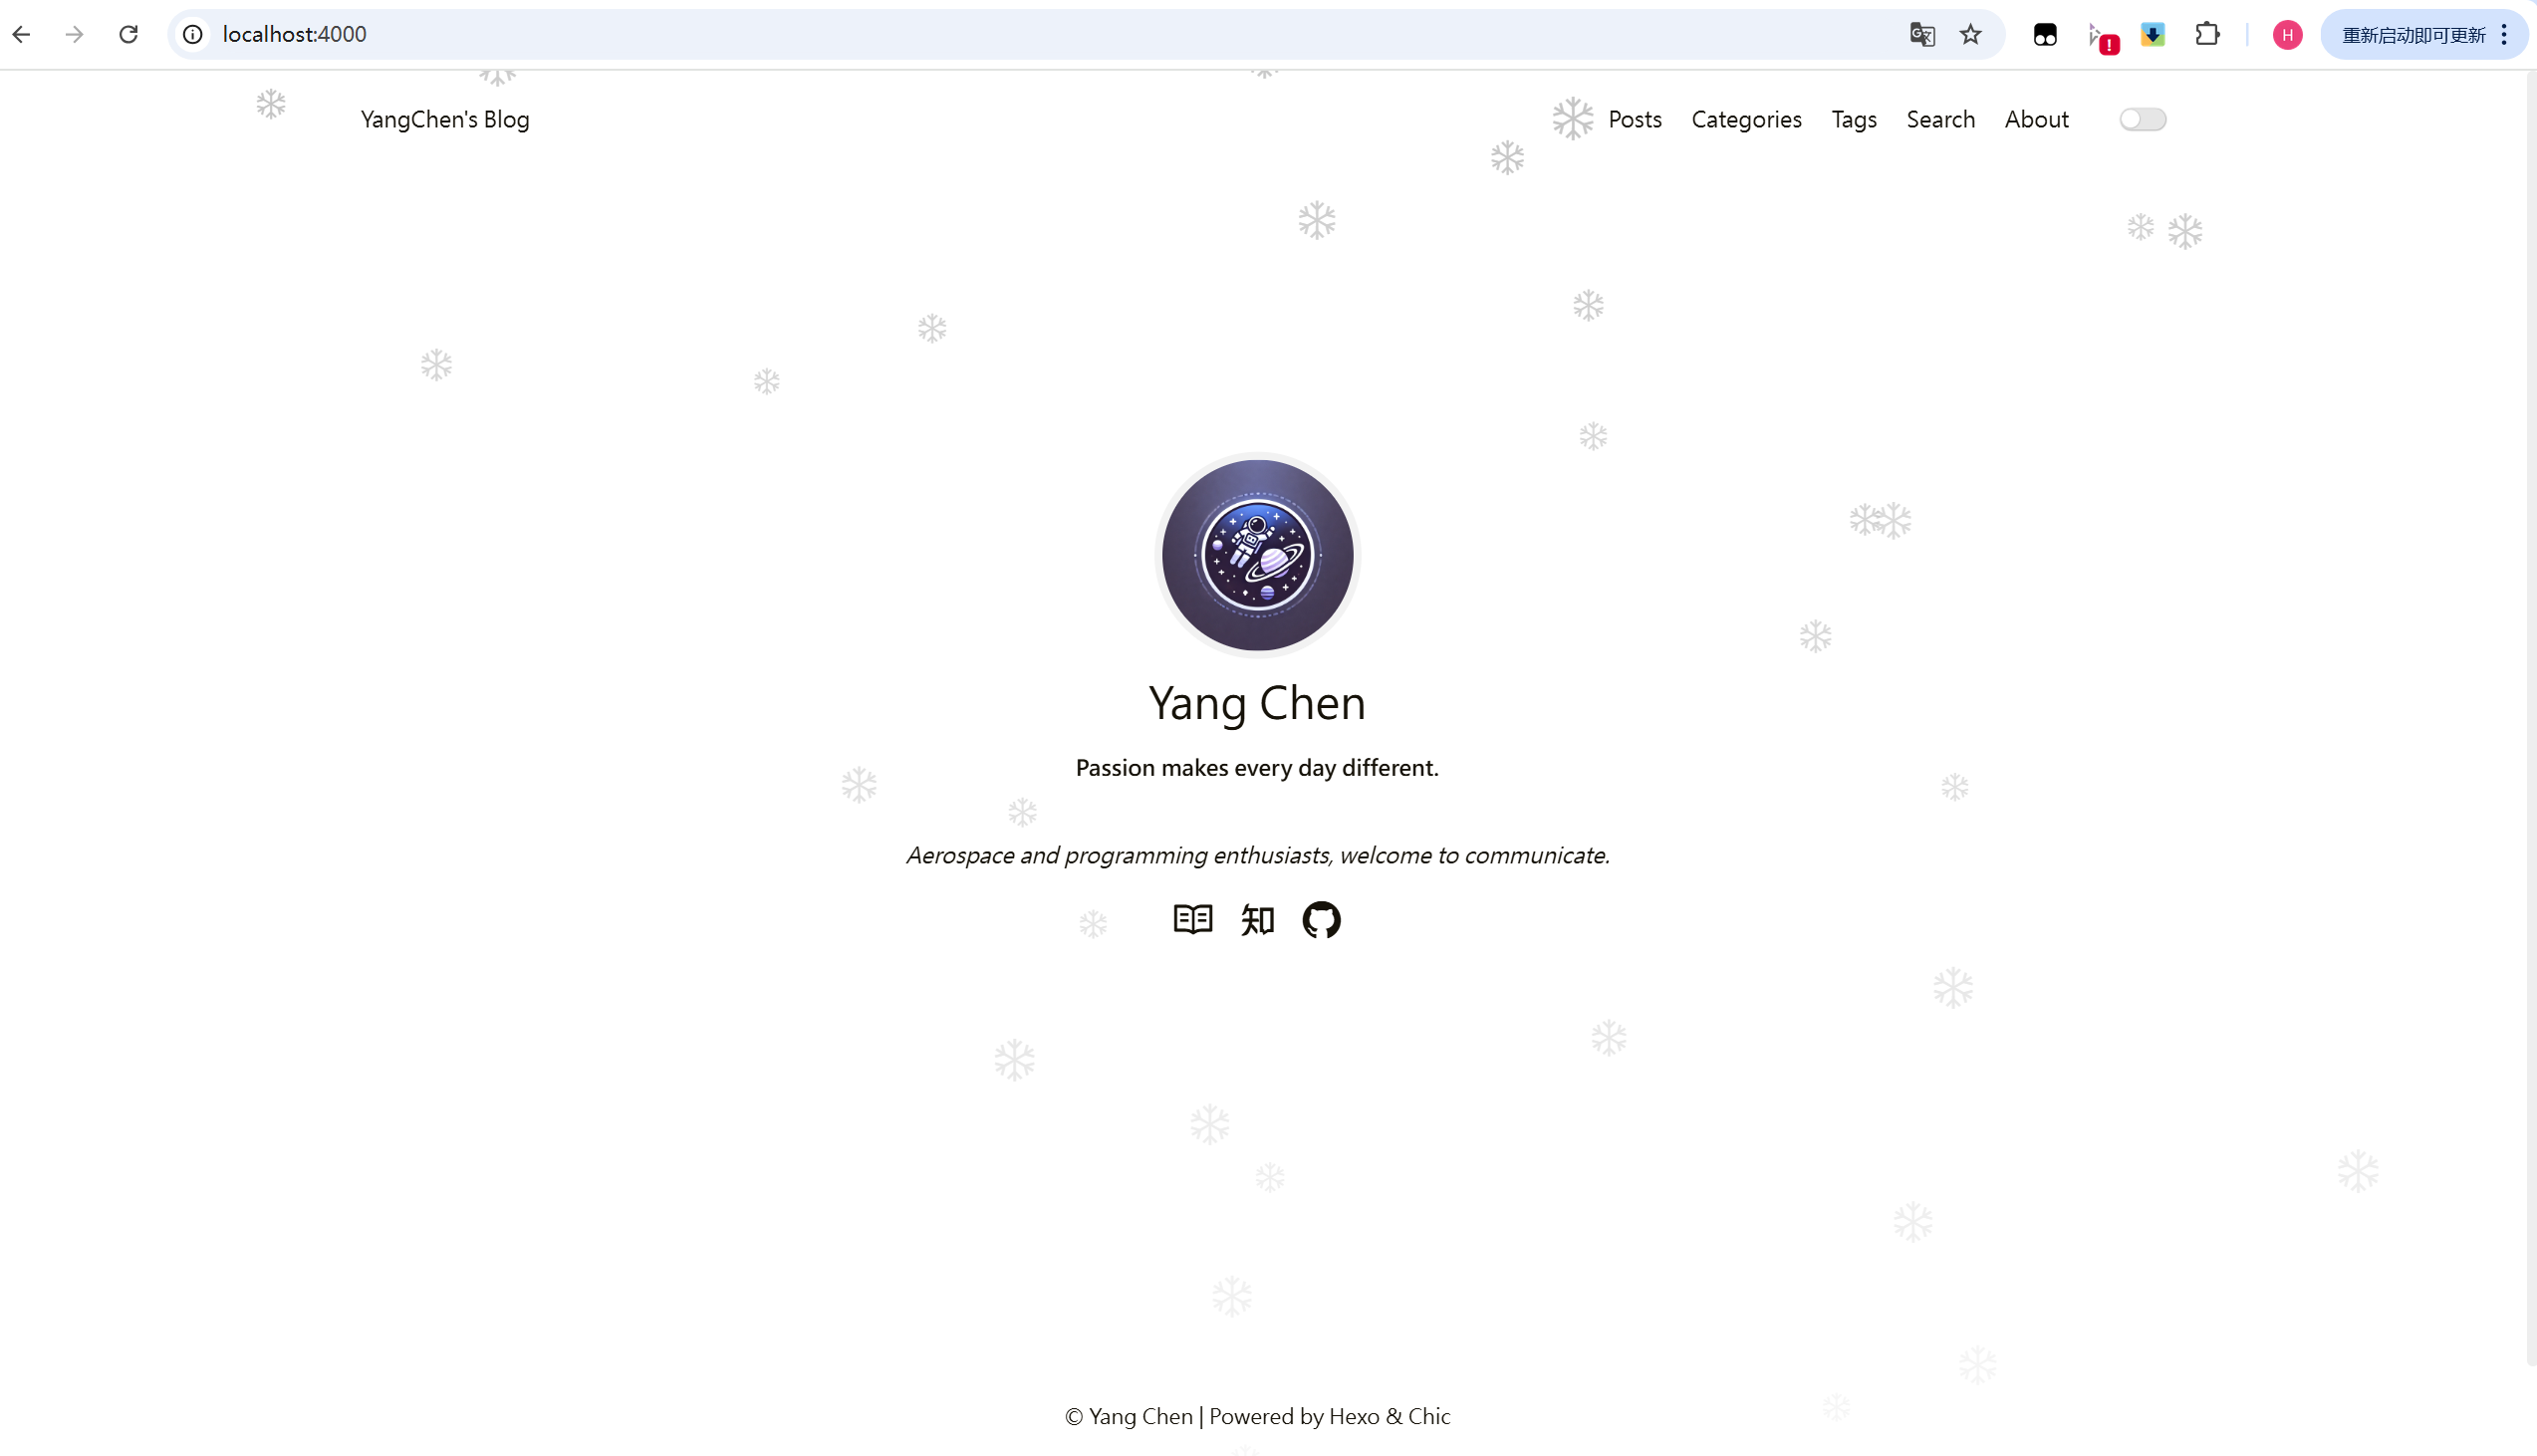 localhost:4000
H
重新启动即可更新
YangChen's Blog
Posts Categories Tags Search About
Yang Chen
Passion makes every day different.
Aerospace and programming enthusiasts, welcome to communicate.
知
© Yang Chen | Powered by Hexo & Chic